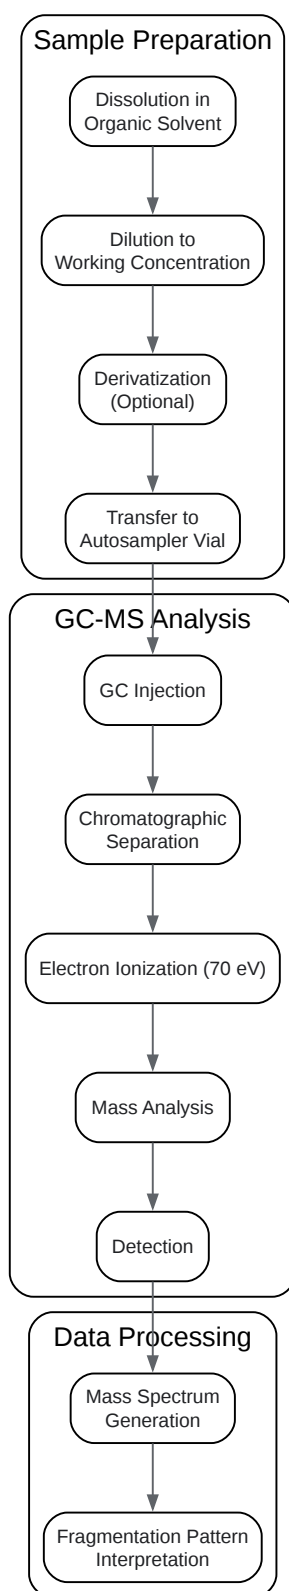 Sample Preparation
Dissolution in
Organic Solvent
Dilution to
Working Concentration
Derivatization
(Optional)
Transfer to
Autosampler Vial
GC-MS Analysis
GC Injection
Chromatographic
Separation
Electron Ionization (70 eV)
Mass Analysis
Detection
Data Processing
Mass Spectrum
Generation
Fragmentation Pattern
Interpretation